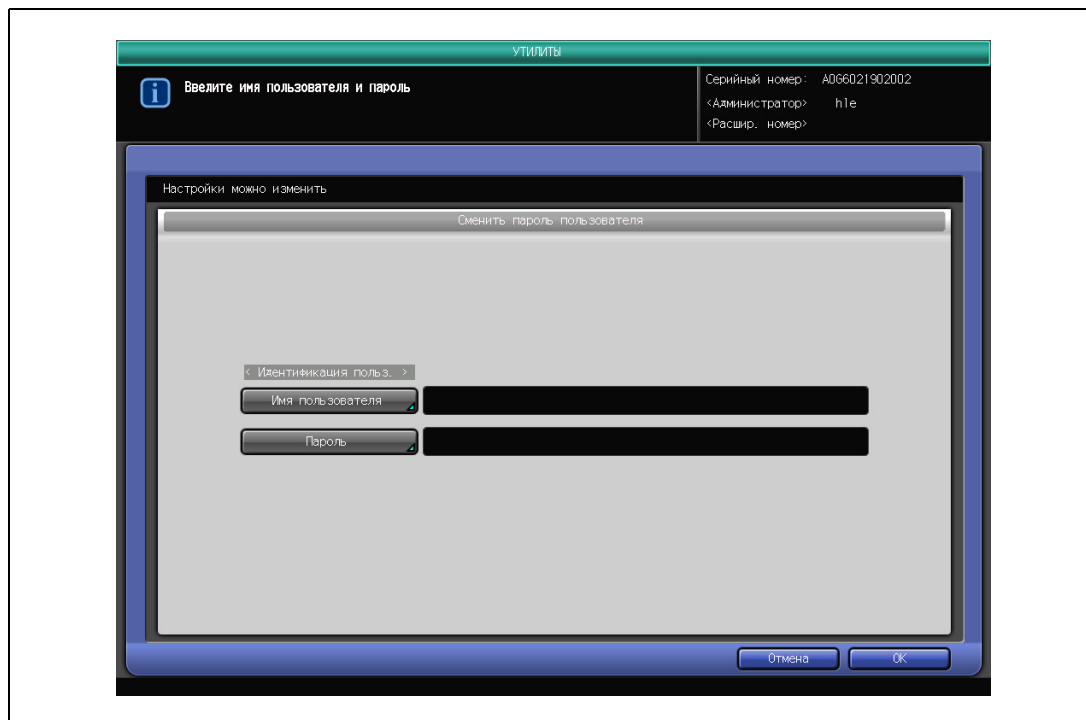 УТИЛИТЫ
Введите имя пользователя и пароль
Серийный номер: A0G6021902002
<Администратор> hle
<Расшир. номер>
Настройки можно изменить
Сменить пароль пользователя
< Идентификация польз. >
Имя пользователя
Пароль
Отмена
OK